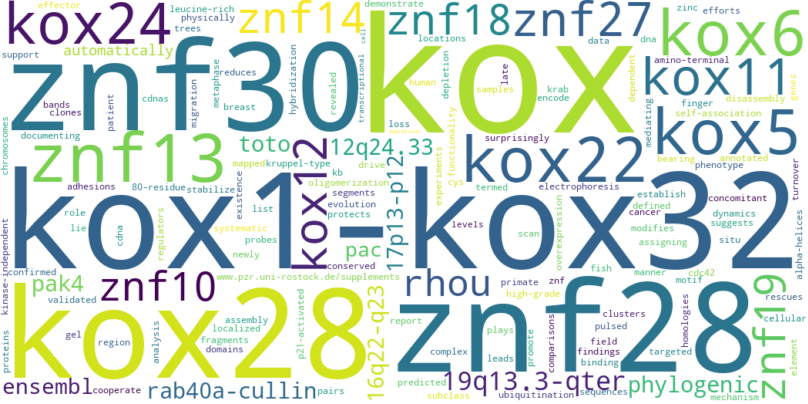 effector
leucine-rich
demonstrate
kox24
physically
znf14
locations
znf18
znf27
zinc
efforts
kox6
trees
data
dna
support
automatically
znf30
kox
metaphase
reduces
hybridization
revealed
transcriptional
cell
human
depletion
samples
late
krab
encode
dependent
amino-terminal
kox11
genes
bands
clones
patient
cdnas
migration
breast
loss
finger
disassembly
mediating
self-association
documenting
chromosomes
znf13
toto
12q24.33
kox22
surprisingly
functionality
kox5
bearing
annotated
phenotype
mapped
kruppel-type
drive
kb
oligomerization
adhesions
80-residue
stabilize
existence
kox12
segments
evolution
protects
conserved
17p13-p12
experiments
cys
termed
electrophoresis
establish
defined
cancer
concomitant
turnover
kox1-kox32
role
lie
cdna
regulators
systematic
list
probes
newly
pac
levels
scan
overexpression
modifies
assigning
dynamics
suggests
situ
alpha-helices
kinase-independent
confirmed
pak4
validated
znf10
www.pzr.uni-rostock.de/supplements
rhou
primate
znf
high-grade
fish
manner
cdc42
motif
znf19
rescues
cellular
element
kox28
gel
region
analysis
assembly
localized
fragments
domains
p21-activated
16q22-q23
report
complex
plays
leads
promote
znf28
comparisons
clusters
pulsed
field
findings
binding
homologies
targeted
proteins
predicted
subclass
19q13.3-qter
ubiquitination
sequences
phylogenic
mechanism
ensembl
cooperate
rab40a-cullin
pairs